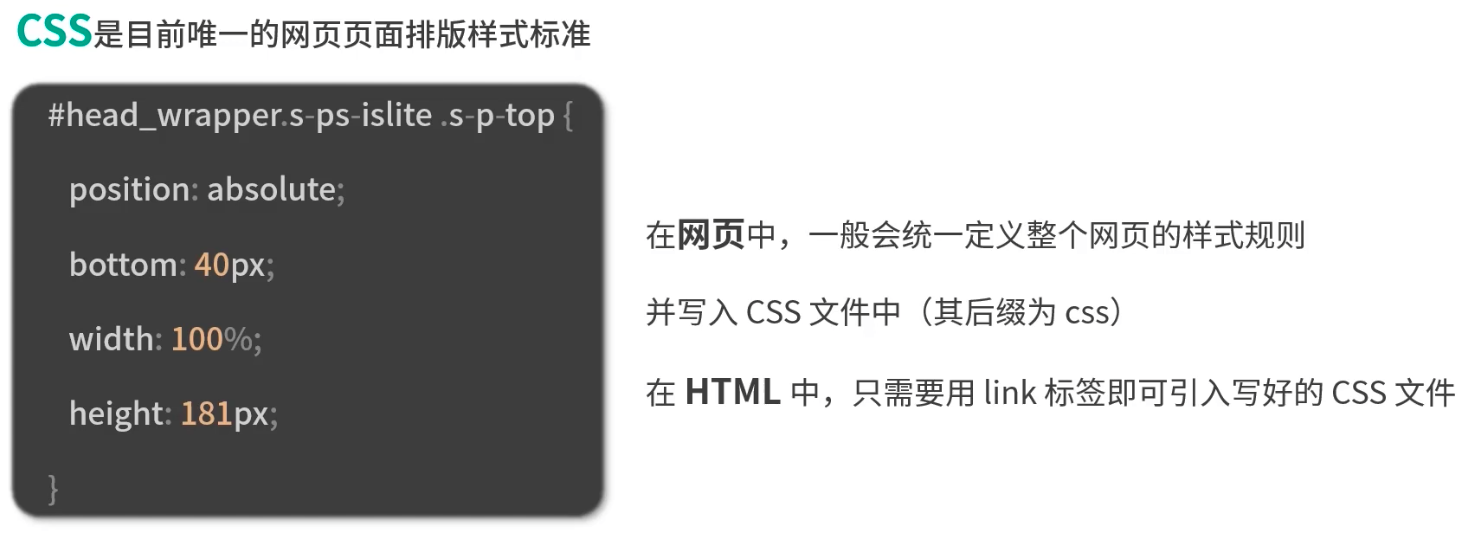 CSS是目前唯一的网页页面排版样式标准
#head_wrapper.s-ps-islite .s-p-top {
position: absolute;
bottom: 40px;
width: 100%;
height: 181px;
}
在网页中，一般会统一定义整个网页的样式规则
并写入 CSS 文件中（其后缀为 css）
在 HTML 中，只需要用 link 标签即可引入写好的 CSS 文件